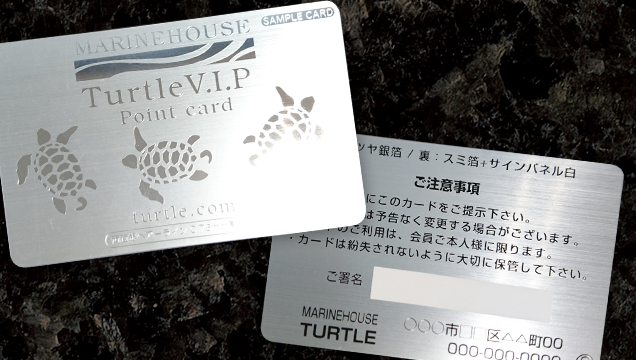 SAMPLE CARD
MARINEHOUSE
TurtleV.I.P
Point card
turtle.com
ツヤ銀箔 / 裏：スミ箔+サインパネル白
ご注意事項
にこのカードをご提示下さい。
は予告なく変更する場合がございます。
のご利用は、会員ご本人様に限ります。
・カードは紛失されないように大切に保管して下さい。
ご署名
MARINEHOUSE
TURTLE
〇〇〇市□□区△△町00
000-000-0000